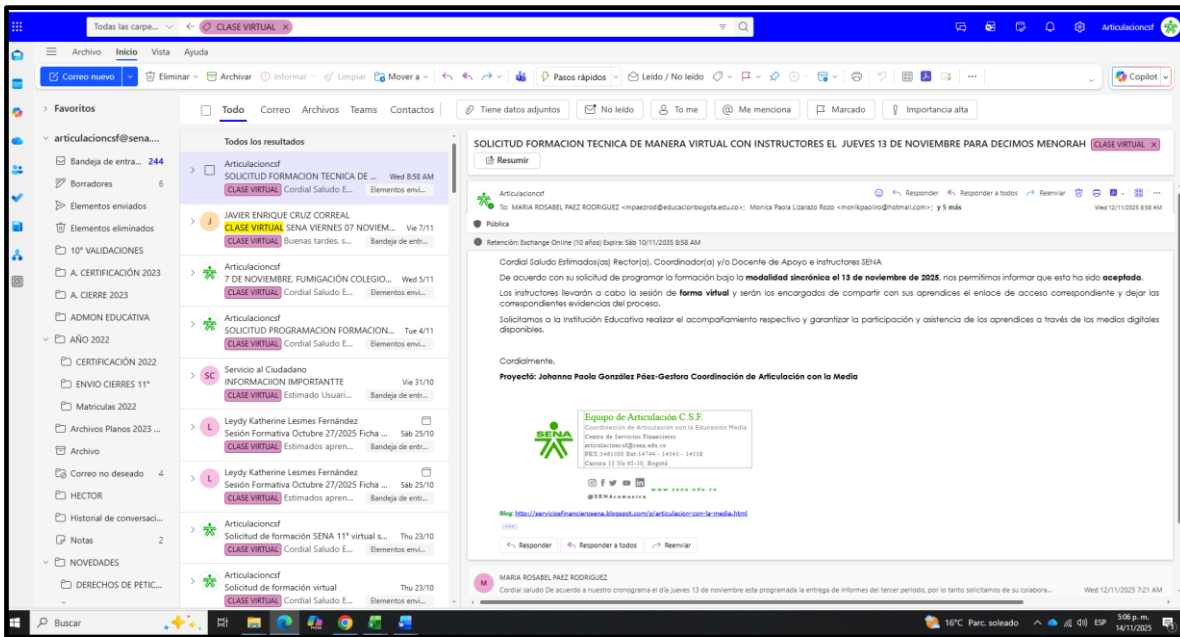 Todas las carpe...
CLASE VIRTUAL
Articulacioncsf
Archivo Inicio Vista Ayuda
Correo nuevo Eliminar Archivar Informar Limpiar Mover a Pasos rápidos Leído / No leído Copilot
Favoritos
articulacioncsf@sena....
Bandeja de entra... 244
Borradores 6
Elementos enviados
Elementos eliminados
10° VALIDACIONES
A. CERTIFICACIÓN 2023
A. CIERRE 2023
ADMON EDUCATIVA
AÑO 2022
CERTIFICACIÓN 2022
ENVIO CIERRES 11°
Matriculas 2022
Archivos Planos 2023 ...
Archivo
Correo no deseado 4
HECTOR
Historial de conversaci...
Notas 2
NOVEDADES
DERECHOS DE PETIC...
Todo Correo Archivos Teams Contactos Tiene datos adjuntos No leído To me Me menciona Marcado Importancia alta
Todos los resultados
Articulacioncsf
SOLICITUD FORMACION TECNICA DE ... Wed 8:58 AM
CLASE VIRTUAL Cordial Saludo E... Elementos envi...
J
JAVIER ENRIQUE CRUZ CORREAL
CLASE VIRTUAL SENA VIERNES 07 NOVIEM... Vie 7/11
CLASE VIRTUAL Buenas tardes, s... Bandeja de entr...
Articulacioncsf
7 DE NOVIEMBRE. FUMIGACIÓN COLEGIO... Wed 5/11
CLASE VIRTUAL Cordial Saludo E... Elementos envi...
Articulacioncsf
SOLICITUD PROGRAMACION FORMACION... Tue 4/11
CLASE VIRTUAL Cordial Saludo E... Elementos envi...
SC
Servicio al Ciudadano
INFORMACIION IMPORTANTTE Vie 31/10
CLASE VIRTUAL Estimado Usuari... Bandeja de entr...
L
Leydy Katherine Lesmes Fernández
Sesión Formativa Octubre 27/2025 Ficha ... Sáb 25/10
CLASE VIRTUAL Estimados apren... Bandeja de entr...
L
Leydy Katherine Lesmes Fernández
Sesión Formativa Octubre 27/2025 Ficha ... Sáb 25/10
CLASE VIRTUAL Estimados apren... Bandeja de entr...
Articulacioncsf
Solicitud de formación SENA 11° virtual s... Thu 23/10
CLASE VIRTUAL Cordial Saludo E... Elementos envi...
Articulacioncsf
Solicitud de formación virtual Thu 23/10
CLASE VIRTUAL Cordial Saludo E... Elementos envi...
SOLICITUD FORMACION TECNICA DE MANERA VIRTUAL CON INSTRUCTORES EL JUEVES 13 DE NOVIEMBRE PARA DECIMOS MENORAH CLASE VIRTUAL
Resumir
Articulacioncsf Responder Responder a todos Reenviar
To: MARIA ROSABEL PAEZ RODRIGUEZ <mpaezrod@educacionbogota.edu.co>; Monica Paola Lizarazo Rozo <monikpaoliro@hotmail.com>; y 5 más Wed 12/11/2025 8:58 AM
Pública
Retención: Exchange Online (10 años) Expira: Sáb 10/11/2035 8:58 AM
Cordial Saludo Estimados(as) Rector(a), Coordinador(a) y/o Docente de Apoyo e instructores SENA
De acuerdo con su solicitud de programar la formación bajo la modalidad sincrónica el 13 de noviembre de 2025, nos permitimos informar que esta ha sido aceptada.
Los instructores llevarán a cabo la sesión de forma virtual y serán los encargados de compartir con sus aprendices el enlace de acceso correspondiente y dejar las
correspondientes evidencias del proceso.
Solicitamos a la Institución Educativa realizar el acompañamiento respectivo y garantizar la participación y asistencia de los aprendices a través de los medios digitales
disponibles.
Cordialmente,
Proyectó: Johanna Paola González Páez-Gestora Coordinación de Articulación con la Media
SENA
Equipo de Articulación C.S.F.
Coordinación de Articulación con la Educación Media
Centro de Servicios Financieros
articulacioncsf@sena.edu.co
PBX:5461500 Ext:14744 - 14545 - 14558
Carrera 13 No 65-10, Bogotá
@SENAcomunica www.sena.edu.co
Blog: http://serviciosfinancierosena.blogspot.com/p/articulacion-con-la-media.html
Responder Responder a todos Reenviar
M
MARIA ROSABEL PAEZ RODRIGUEZ
Cordial saludo De acuerdo a nuestro cronograma el día jueves 13 de noviembre esta programada la entrega de informes del tercer período, por lo tanto solicitamos de su colabora... Wed 12/11/2025 7:21 AM
Buscar
16°C Parc. soleado ESP 5:06 p. m.
14/11/2025